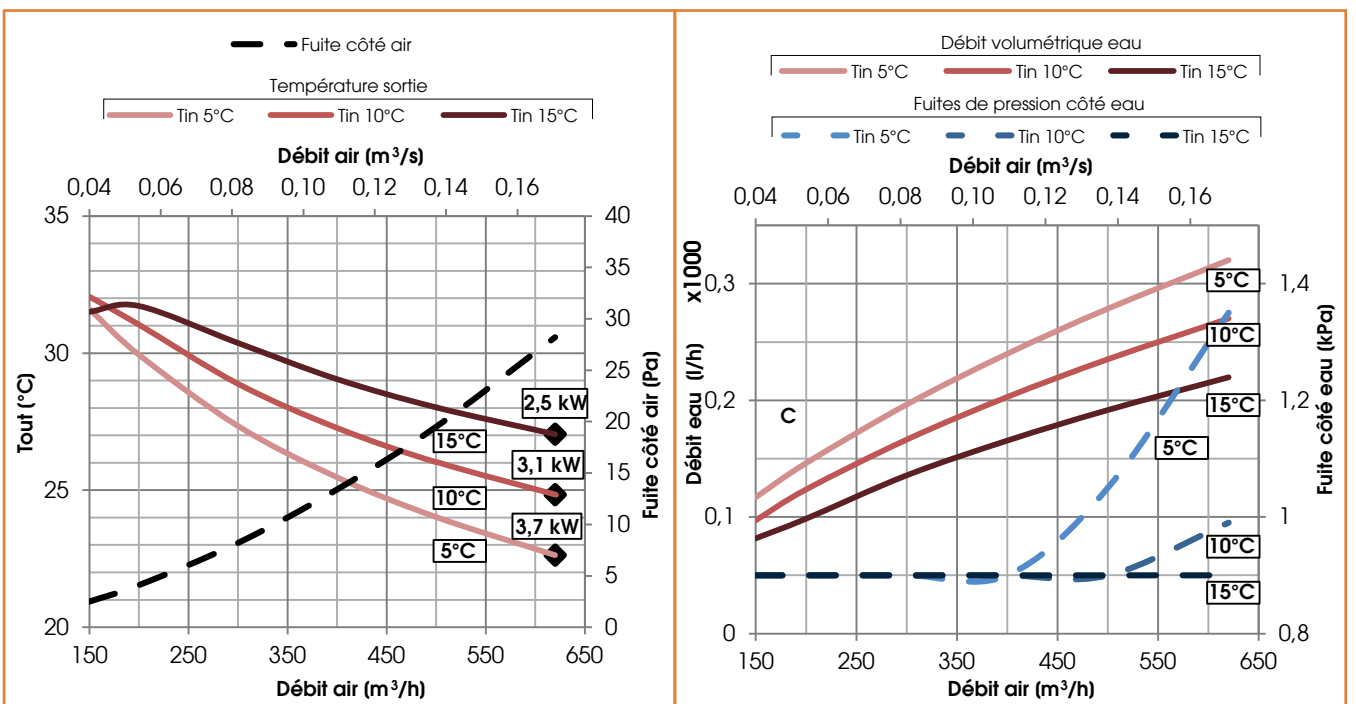 Fuite côté air
Température sortie
Tin 5°C Tin 10°C Tin 15°C
Débit air (m³/s)
0,04 0,06 0,08 0,10 0,12 0,14 0,16
35 40
35
30 30
25
20
25 15
10
5
20 0
Tout (°C)
Fuite côté air (Pa)
2,5 kW
15°C
3,1 kW
10°C
3,7 kW
5°C
150 250 350 450 550 650
Débit air (m³/h)
Débit volumétrique eau
Tin 5°C Tin 10°C Tin 15°C
Fuites de pression côté eau
Tin 5°C Tin 10°C Tin 15°C
Débit air (m³/s)
0,04 0,06 0,08 0,10 0,12 0,14 0,16
x1000
Débit eau (l/h)
0,3 1,4
0,2 1,2
0,1 1
0 0,8
Fuite côté eau (kPa)
5°C
10°C
15°C
C
5°C
10°C
15°C
150 250 350 450 550 650
Débit air (m³/h)